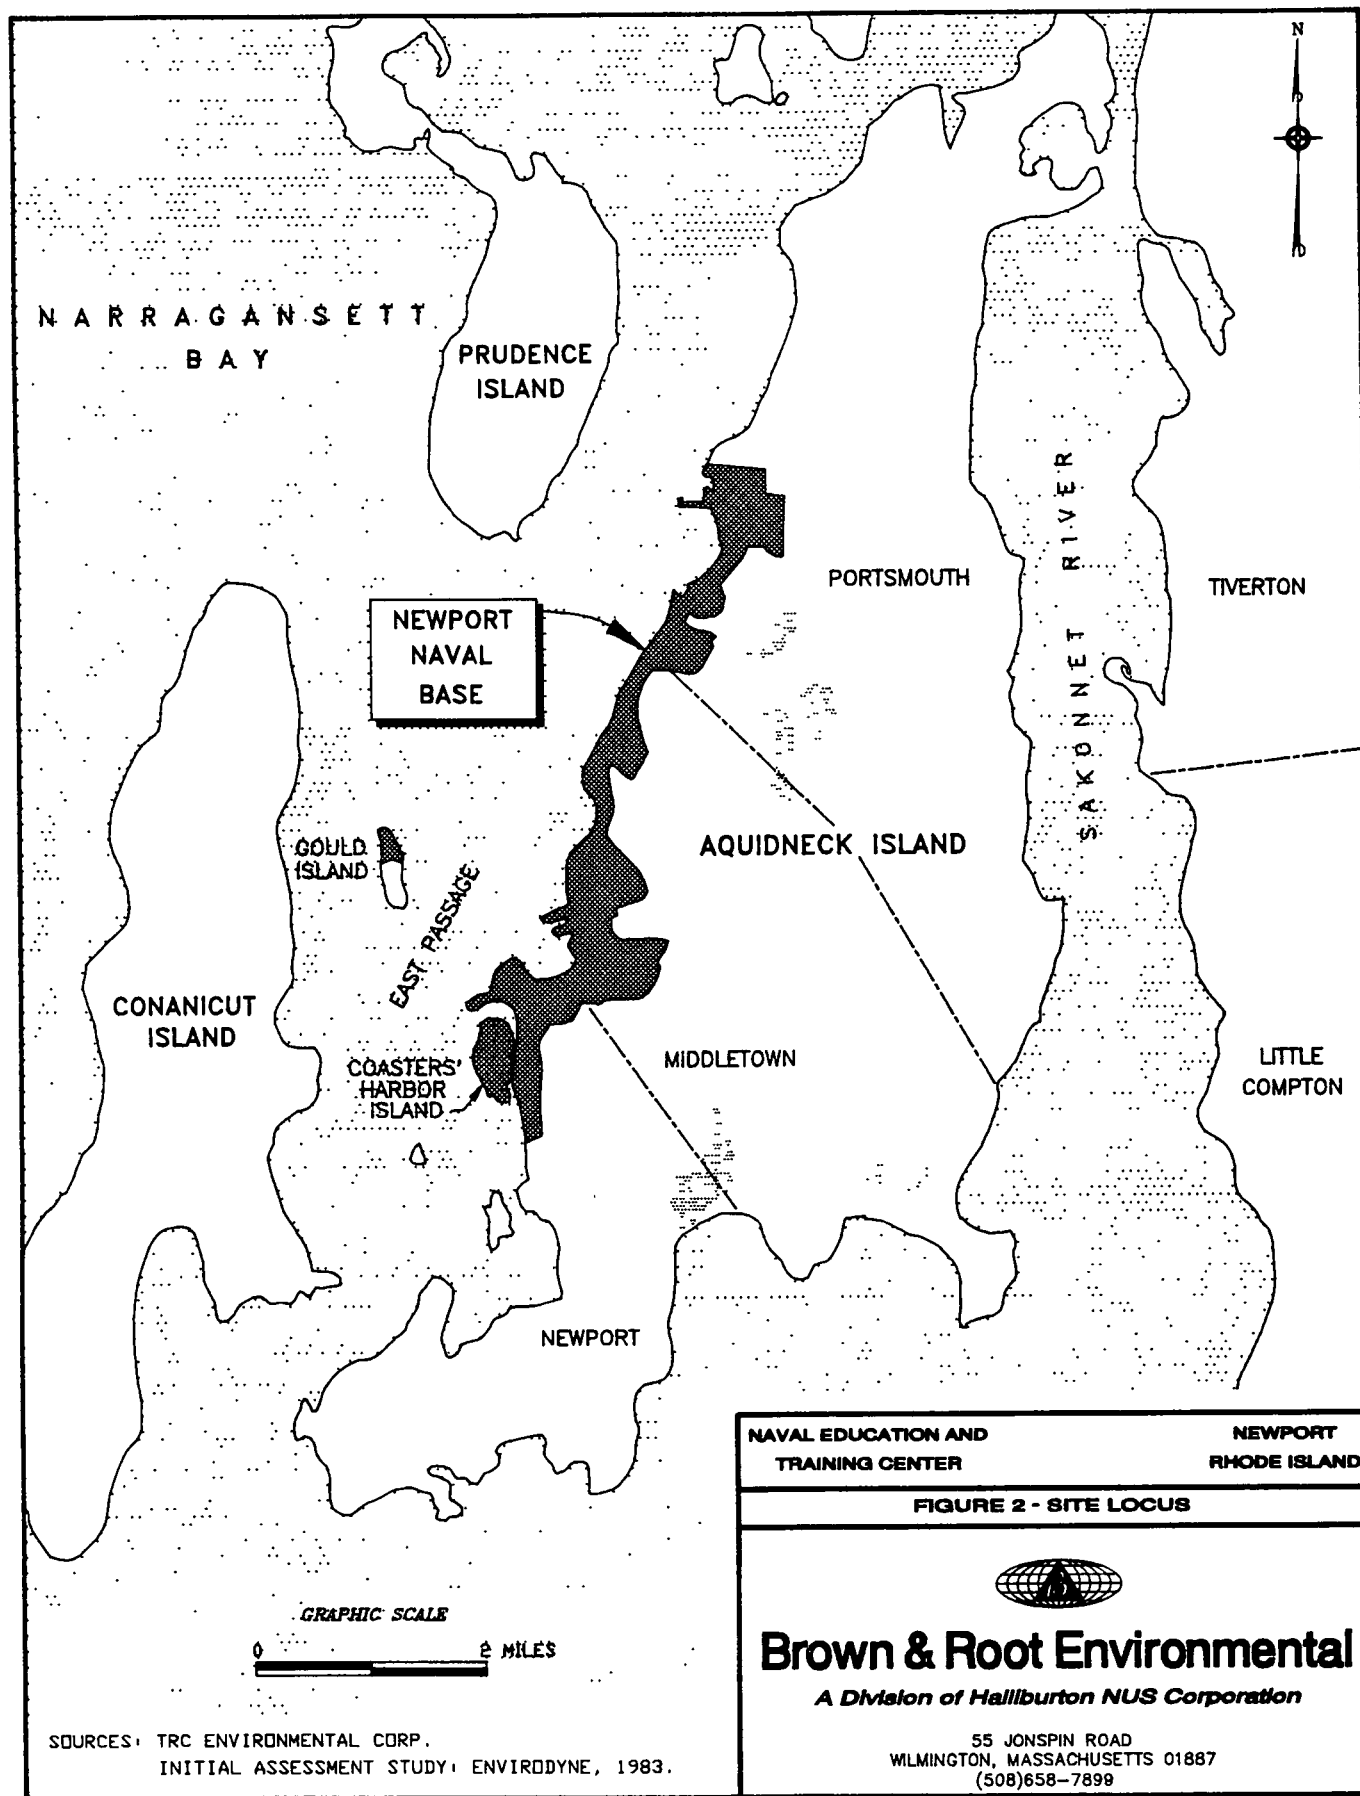 N
NARRAGANSETT
BAY
PRUDENCE
ISLAND
SAKONNET RIVER
PORTSMOUTH
TIVERTON
NEWPORT
NAVAL
BASE
AQUIDNECK ISLAND
GOULD
ISLAND
EAST PASSAGE
CONANICUT
ISLAND
COASTERS'
HARBOR
ISLAND
MIDDLETOWN
LITTLE
COMPTON
NEWPORT
NAVAL EDUCATION AND
TRAINING CENTER
NEWPORT
RHODE ISLAND
FIGURE 2 - SITE LOCUS
Brown & Root Environmental
A Division of Halliburton NUS Corporation
55 JONSPIN ROAD
WILMINGTON, MASSACHUSETTS 01887
(508)658-7899
GRAPHIC SCALE
0 2 MILES
SOURCES: TRC ENVIRONMENTAL CORP.
INITIAL ASSESSMENT STUDY: ENVIRODYNE, 1983.